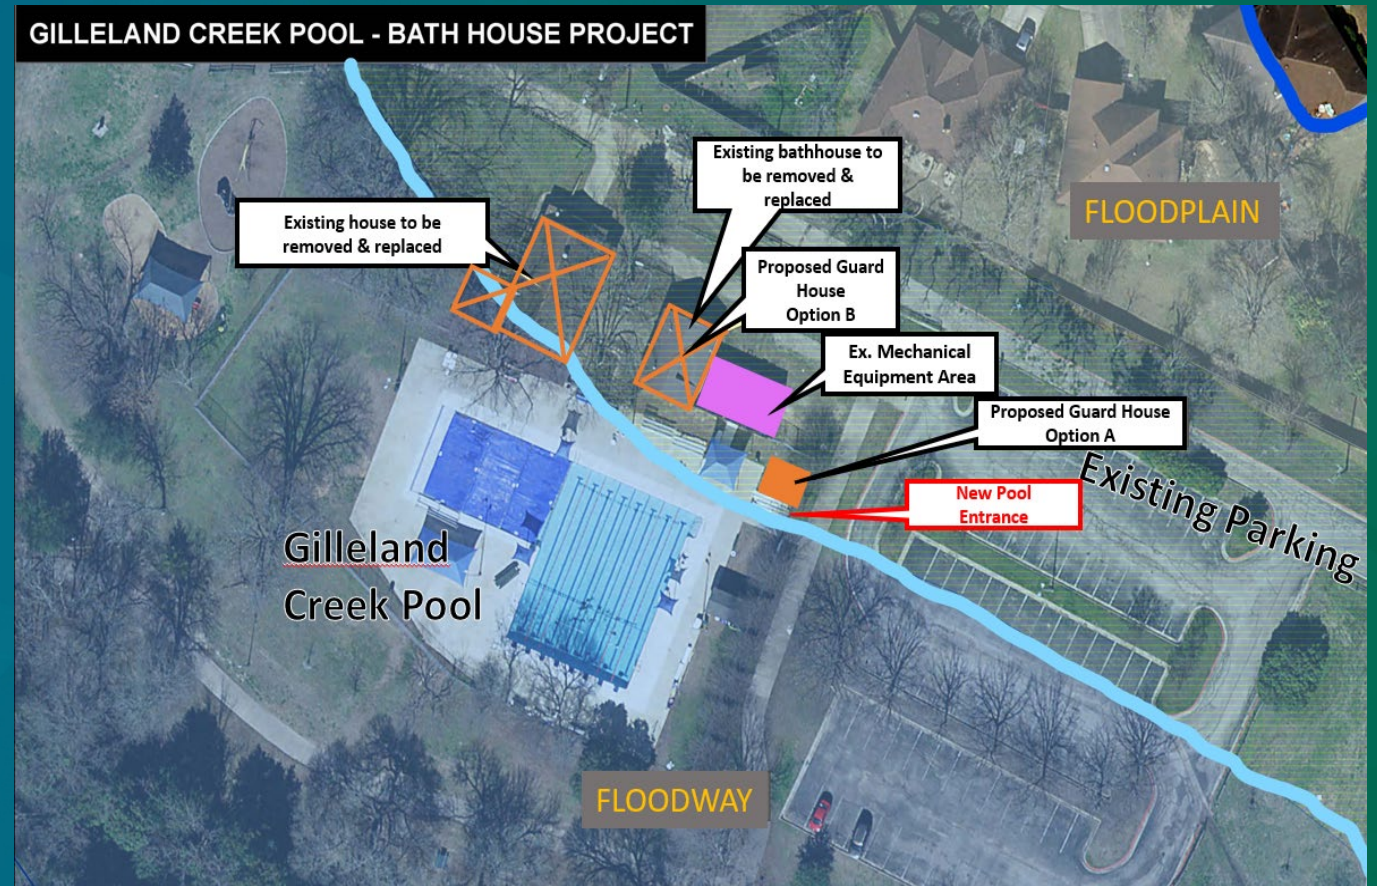 GILLELAND CREEK POOL - BATH HOUSE PROJECT
Existing bathhouse to
be removed &
replaced
Existing house to be
removed & replaced
FLOODPLAIN
Proposed Guard
House
Option B
Ex. Mechanical
Equipment Area
Proposed Guard House
Option A
New Pool
Entrance
Existing Parking
Gilleland
Creek Pool
FLOODWAY